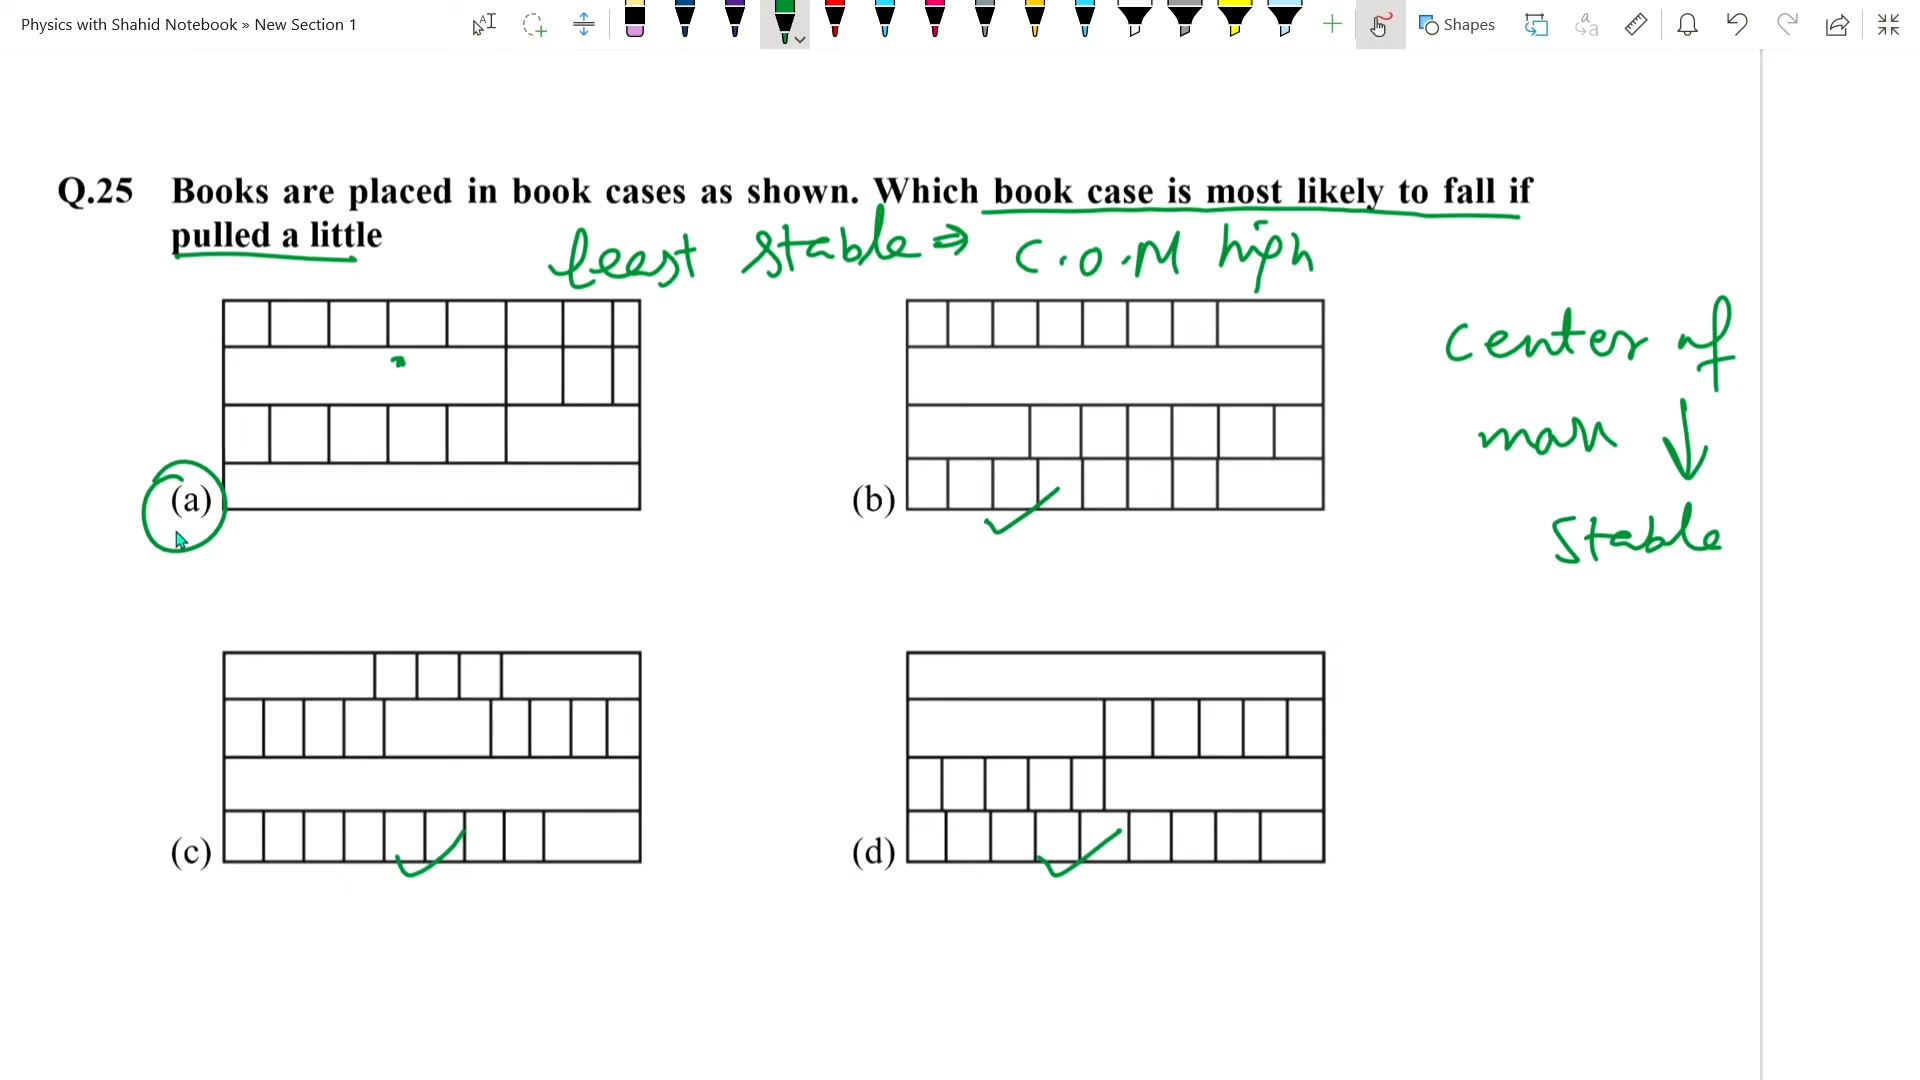 Physics with Shahid Notebook » New Section 1
Shapes
Q.25 Books are placed in book cases as shown. Which book case is most likely to fall if
pulled a little
least stable ⇒ C.O.M high
center of
mass ↓
stable
(a)
(b)
(c)
(d)